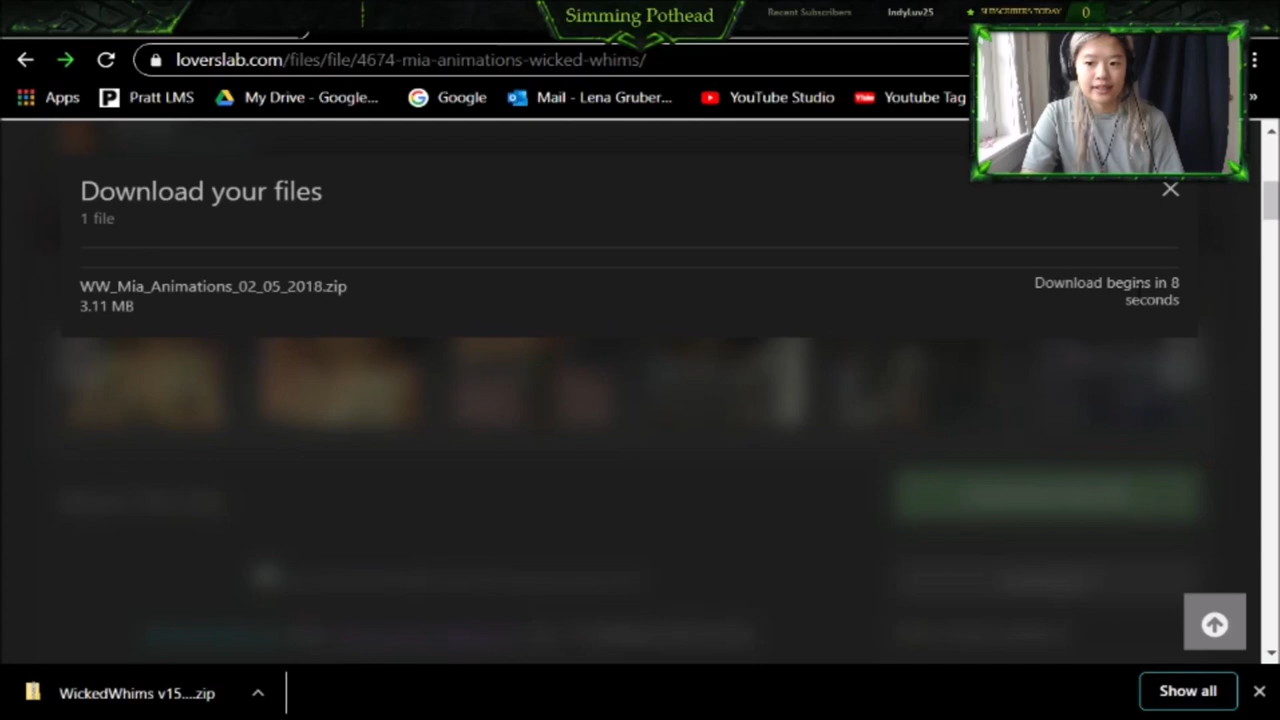 Simming Pothead
Recent Subscribers
IndyLuv25
SUBSCRIBERS TODAY
0
loverslab.com/files/file/4674-mia-animations-wicked-whims/
Apps
Pratt LMS
My Drive - Google...
Google
Mail - Lena Gruber...
YouTube Studio
Youtube Tag
»
Download your files
1 file
WW_Mia_Animations_02_05_2018.zip
3.11 MB
Download begins in 8
seconds
WickedWhims v15....zip
Show all